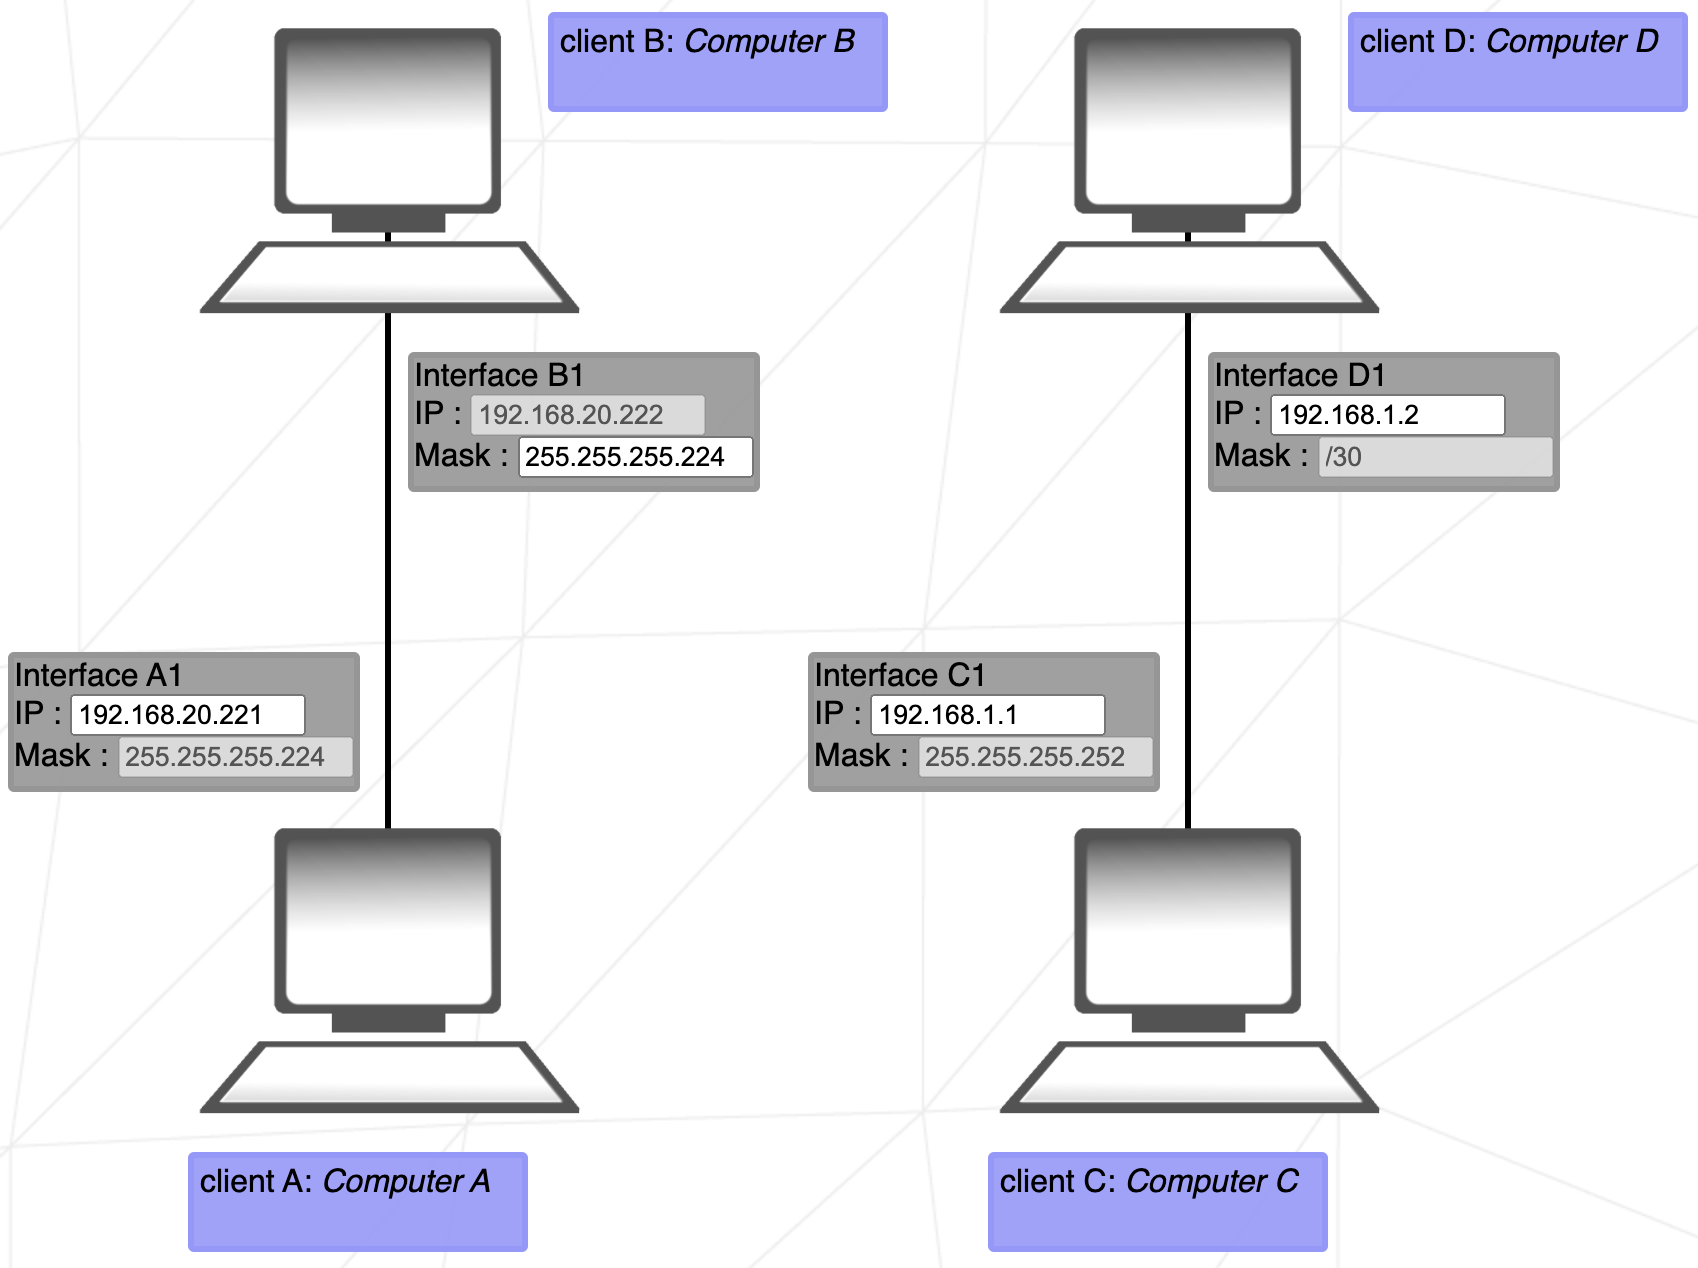 client B: Computer B
client D: Computer D
Interface B1
IP : 192.168.20.222
Mask : 255.255.255.224
Interface D1
IP : 192.168.1.2
Mask : /30
Interface A1
IP : 192.168.20.221
Mask : 255.255.255.224
Interface C1
IP : 192.168.1.1
Mask : 255.255.255.252
client A: Computer A
client C: Computer C